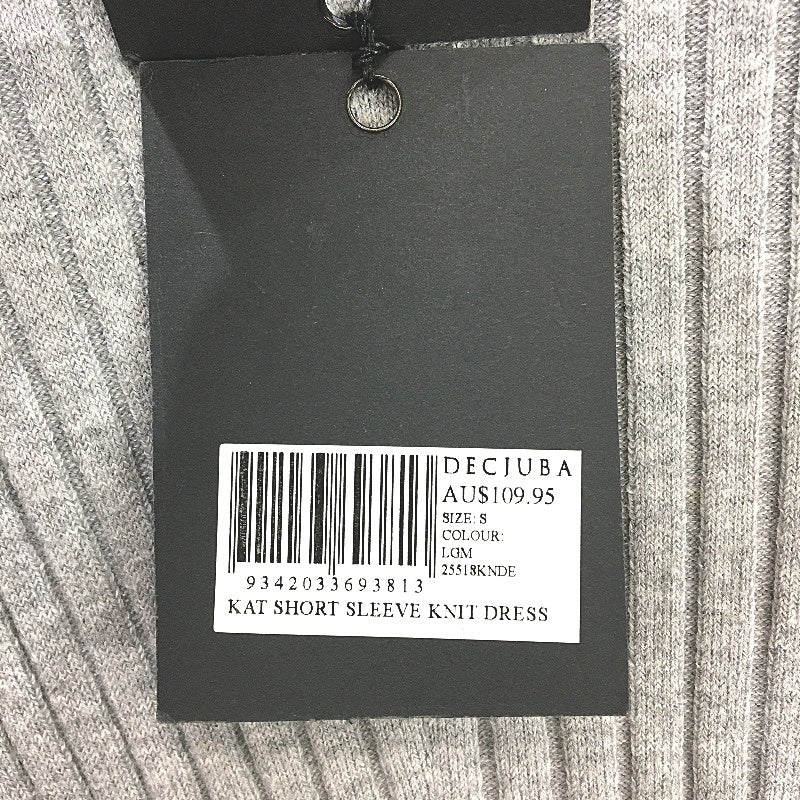 DECJUBA
AU$109.95
SIZE: S
COLOUR:
LGM
25518KNDE
9342033693813
KAT SHORT SLEEVE KNIT DRESS